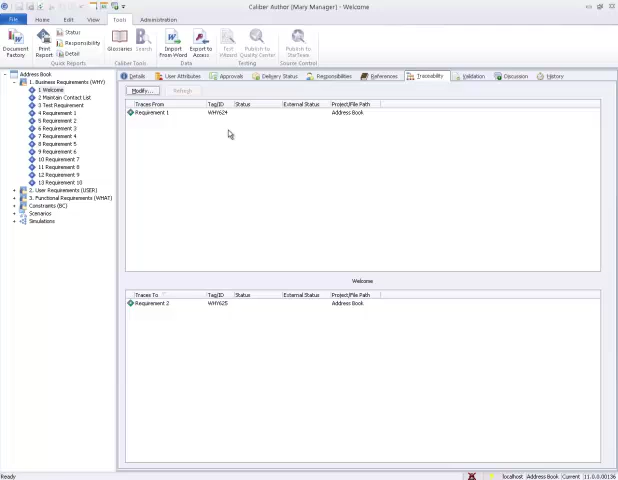 Caliber Author (Mary Manager) - Welcome
File Home Edit View Tools Administration
Document Factory
Print Report
Status
Responsibility
Detail
Quick Reports
Glossaries
Search
Caliber Tools
Import From Word
Export to Access
Data
Test Wizard
Publish to Quality Center
Testing
Publish to StarTeam
Source Control
Address Book
1. Business Requirements (WHY)
1 Welcome
2 Maintain Contact List
3 Test Requirement
4 Requirement 1
5 Requirement 2
6 Requirement 3
7 Requirement 4
8 Requirement 5
9 Requirement 6
10 Requirement 7
11 Requirement 8
12 Requirement 9
13 Requirement 10
2. User Requirements (USER)
3. Functional Requirements (WHAT)
Constraints (BC)
Scenarios
Simulations
Details User Attributes Approvals Delivery Status Responsibilities References Traceability Validation Discussion History
Modify... Refresh
Traces From Tag/ID Status External Status Project/File Path
Requirement 1 WHY624 Address Book
Welcome
Traces To Tag/ID Status External Status Project/File Path
Requirement 2 WHY625 Address Book
Ready
localhost Address Book Current 11.0.0.00136